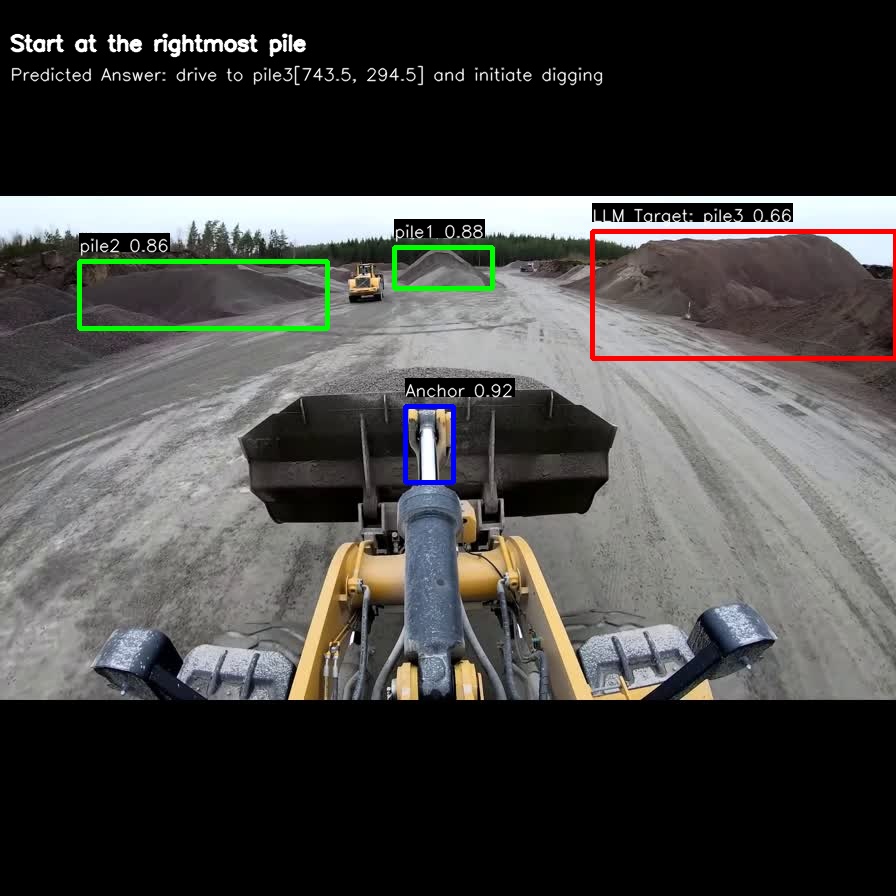 Start at the rightmost pile
Predicted Answer: drive to pile3[743.5, 294.5] and initiate digging
LLM Target: pile3 0.66
pile1 0.88
pile2 0.86
Anchor 0.92